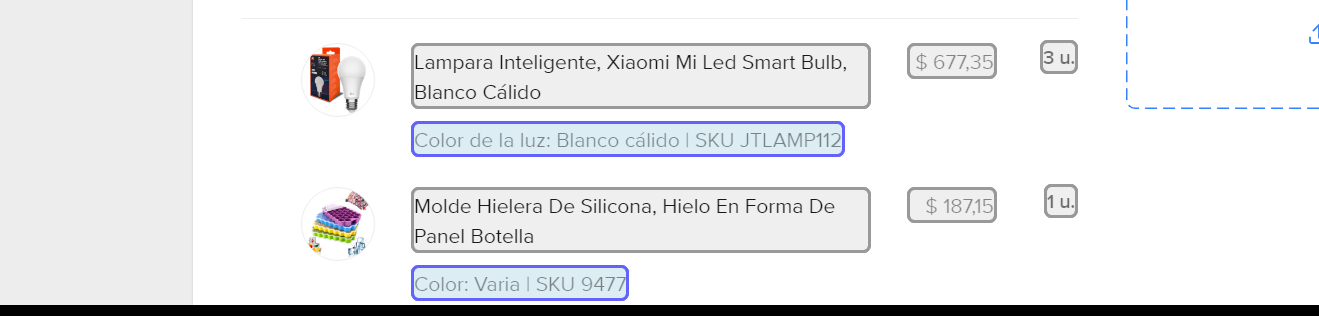 Lampara Inteligente, Xiaomi Mi Led Smart Bulb,
Blanco Cálido
$ 677,35
3 u.
Color de la luz: Blanco cálido | SKU JTLAMP112
Molde Hielera De Silicona, Hielo En Forma De
Panel Botella
$ 187,15
1 u.
Color: Varia | SKU 9477